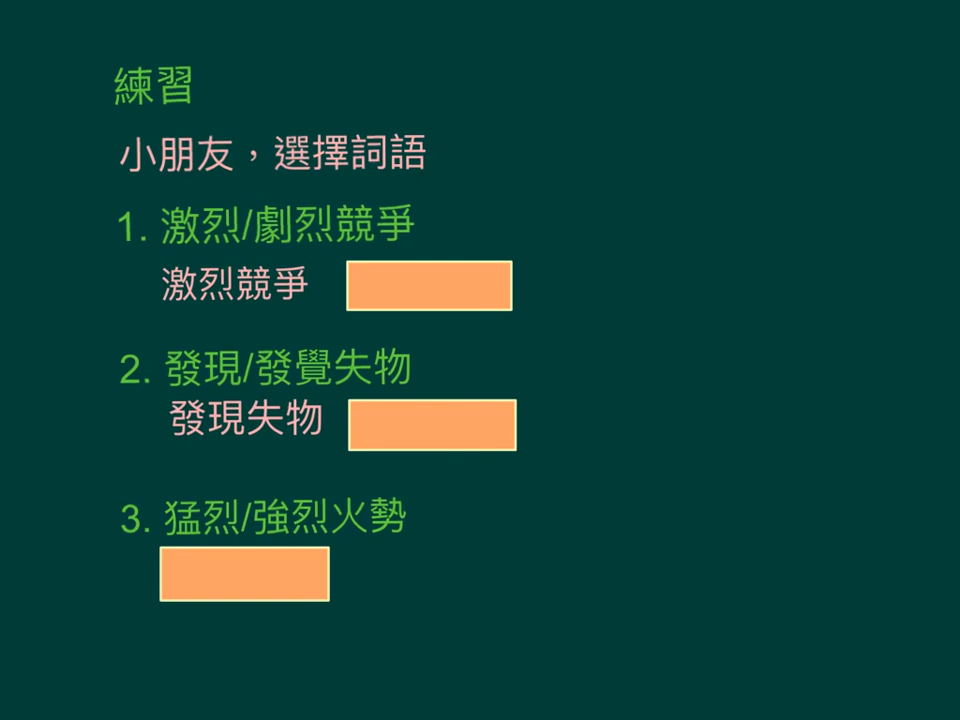 練習
小朋友，選擇詞語
1. 激烈/劇烈競爭
激烈競爭
2. 發現/發覺失物
發現失物
3. 猛烈/強烈火勢